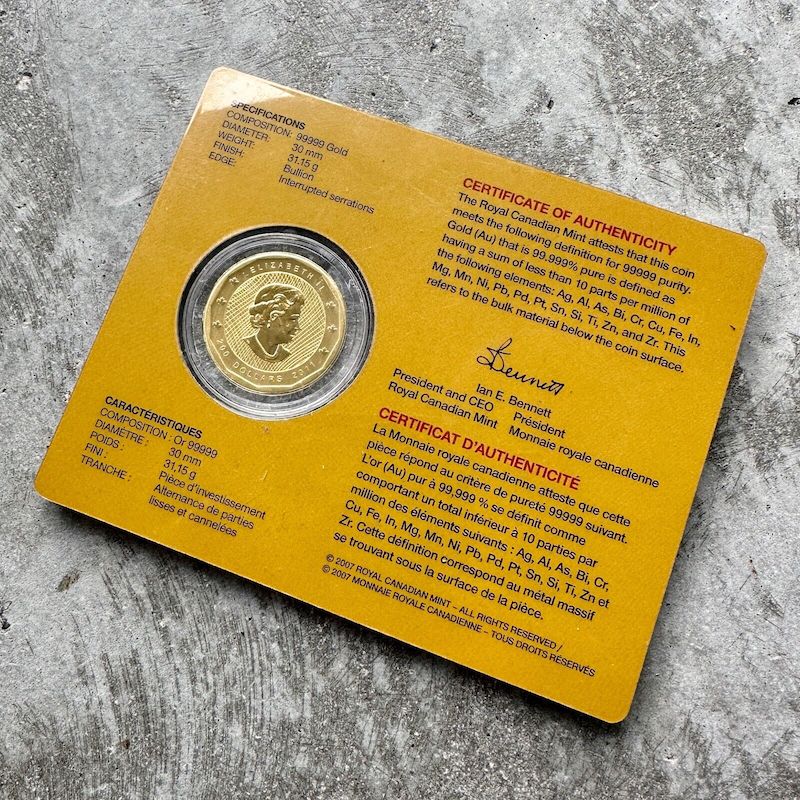 SPECIFICATIONS
COMPOSITION: 99999 Gold
DIAMETER: 30 mm
WEIGHT: 31.15 g
FINISH: Bullion
EDGE: Interrupted serrations
ELIZABETH II
200 DOLLARS 2011
CARACTÉRISTIQUES
COMPOSITION : Or 99999
DIAMÈTRE : 30 mm
POIDS : 31,15 g
FINI : Pièce d'investissement
TRANCHE : Alternance de parties
lisses et cannelées
CERTIFICATE OF AUTHENTICITY
The Royal Canadian Mint attests that this coin
meets the following definition for 99999 purity.
Gold (Au) that is 99.999% pure is defined as
having a sum of less than 10 parts per million of
the following elements: Ag, Al, As, Bi, Cr, Cu, Fe, In,
Mg, Mn, Ni, Pb, Pd, Pt, Sn, Si, Ti, Zn, and Zr. This
refers to the bulk material below the coin surface.
Bennett
Ian E. Bennett
President and CEO Président
Royal Canadian Mint Monnaie royale canadienne
CERTIFICAT D'AUTHENTICITÉ
La Monnaie royale canadienne atteste que cette
pièce répond au critère de pureté 99999 suivant.
L'or (Au) pur à 99,999 % se définit comme
comportant un total inférieur à 10 parties par
million des éléments suivants : Ag, Al, As, Bi, Cr,
Cu, Fe, In, Mg, Mn, Ni, Pb, Pd, Pt, Sn, Si, Ti, Zn et
Zr. Cette définition correspond au métal massif
se trouvant sous la surface de la pièce.
© 2007 ROYAL CANADIAN MINT – ALL RIGHTS RESERVED /
© 2007 MONNAIE ROYALE CANADIENNE – TOUS DROITS RÉSERVÉS